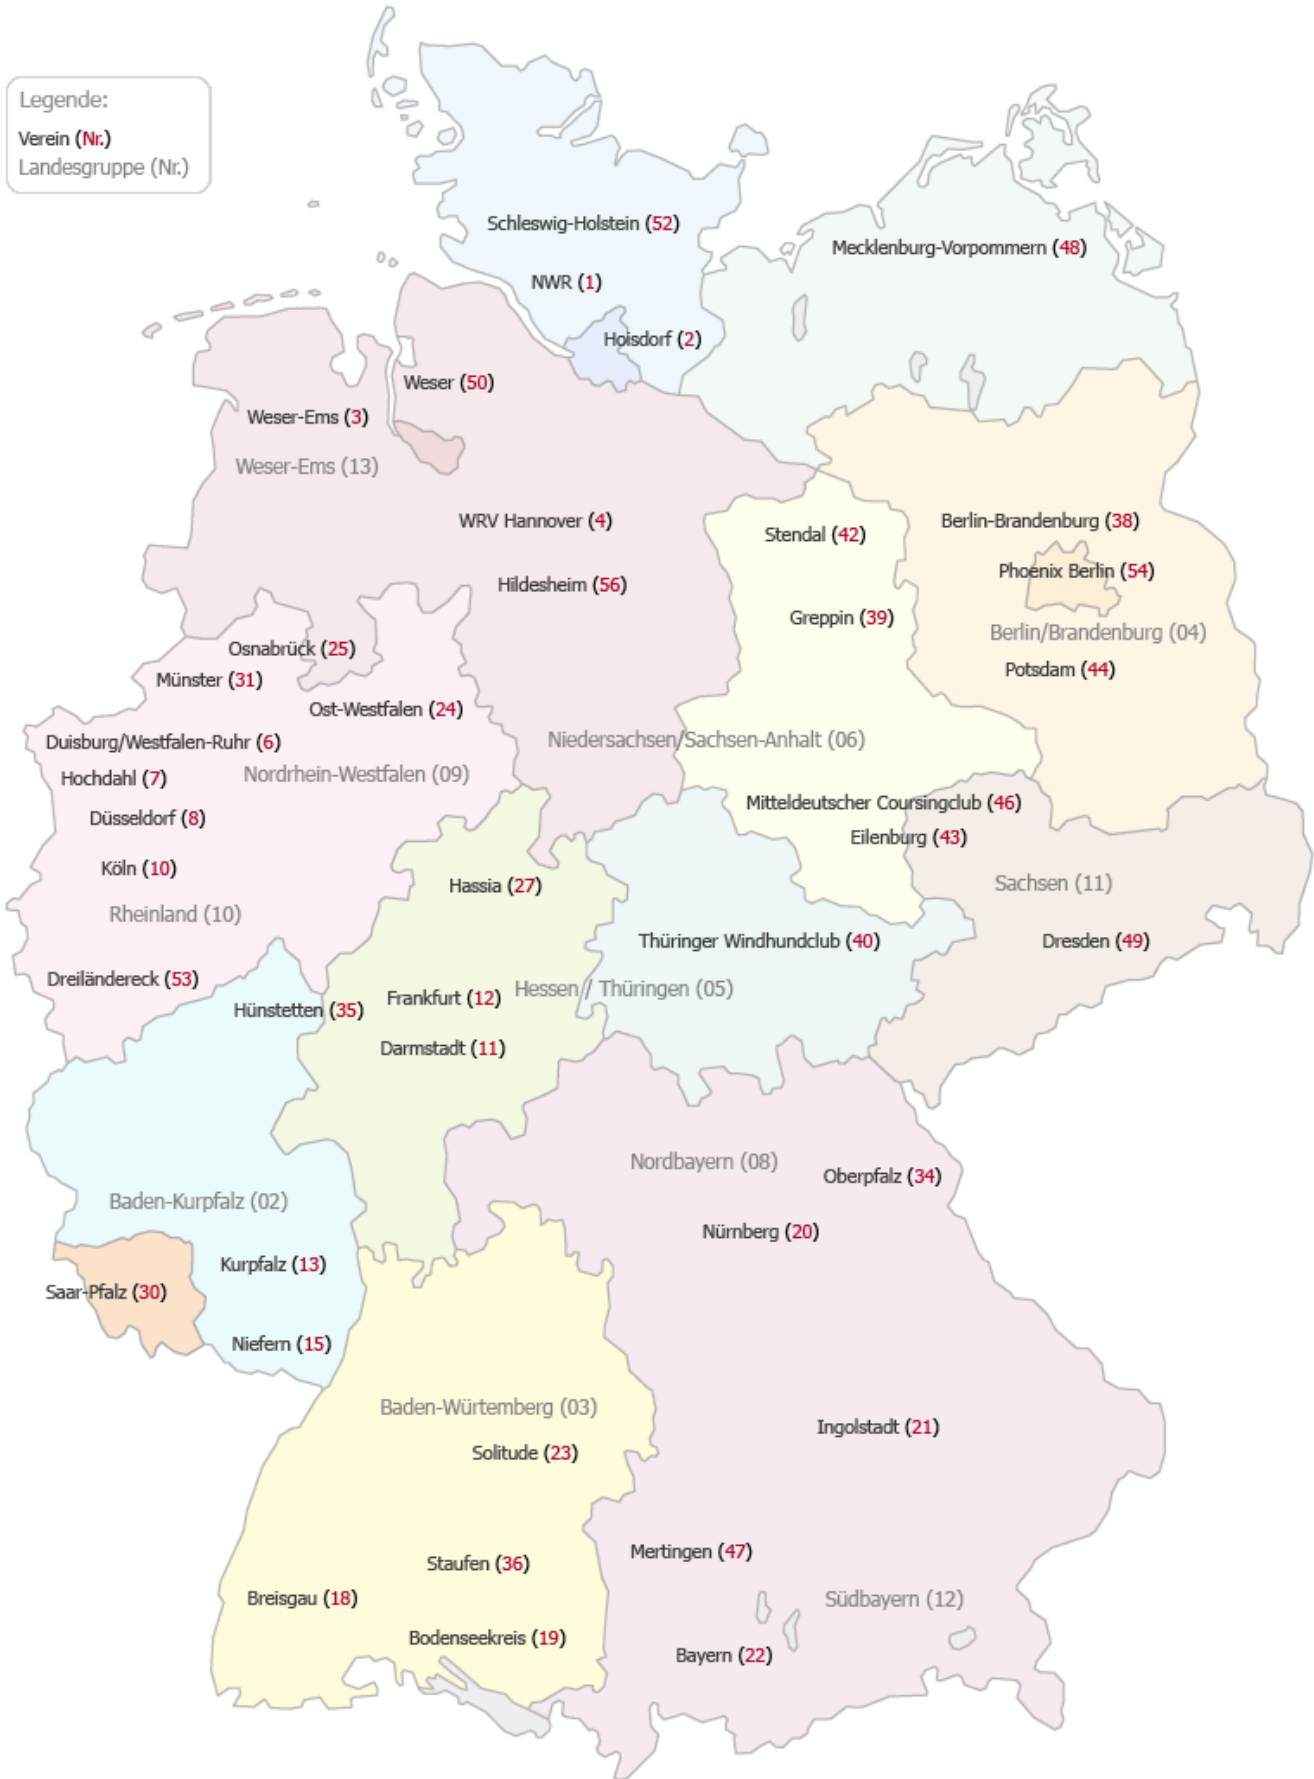 Legende:
Verein (Nr.)
Landesgruppe (Nr.)
Schleswig-Holstein (52)
Mecklenburg-Vorpommern (48)
NWR (1)
Hoisdorf (2)
Weser (50)
Weser-Ems (3)
Weser-Ems (13)
WRV Hannover (4)
Berlin-Brandenburg (38)
Stendal (42)
Phoenix Berlin (54)
Hildesheim (56)
Greppin (39)
Berlin/Brandenburg (04)
Osnabrück (25)
Potsdam (44)
Münster (31)
Ost-Westfalen (24)
Duisburg/Westfalen-Ruhr (6)
Niedersachsen/Sachsen-Anhalt (06)
Hochdahl (7)
Nordrhein-Westfalen (09)
Mitteldeutscher Coursingclub (46)
Düsseldorf (8)
Eilenburg (43)
Köln (10)
Hassia (27)
Sachsen (11)
Rheinland (10)
Thüringer Windhundclub (40)
Dresden (49)
Dreiländereck (53)
Hessen / Thüringen (05)
Frankfurt (12)
Hünstetten (35)
Darmstadt (11)
Nordbayern (08)
Oberpfalz (34)
Baden-Kurpfalz (02)
Nürnberg (20)
Kurpfalz (13)
Saar-Pfalz (30)
Niefern (15)
Baden-Würtemberg (03)
Ingolstadt (21)
Solitude (23)
Mertingen (47)
Staufen (36)
Breisgau (18)
Südbayern (12)
Bodenseekreis (19)
Bayern (22)